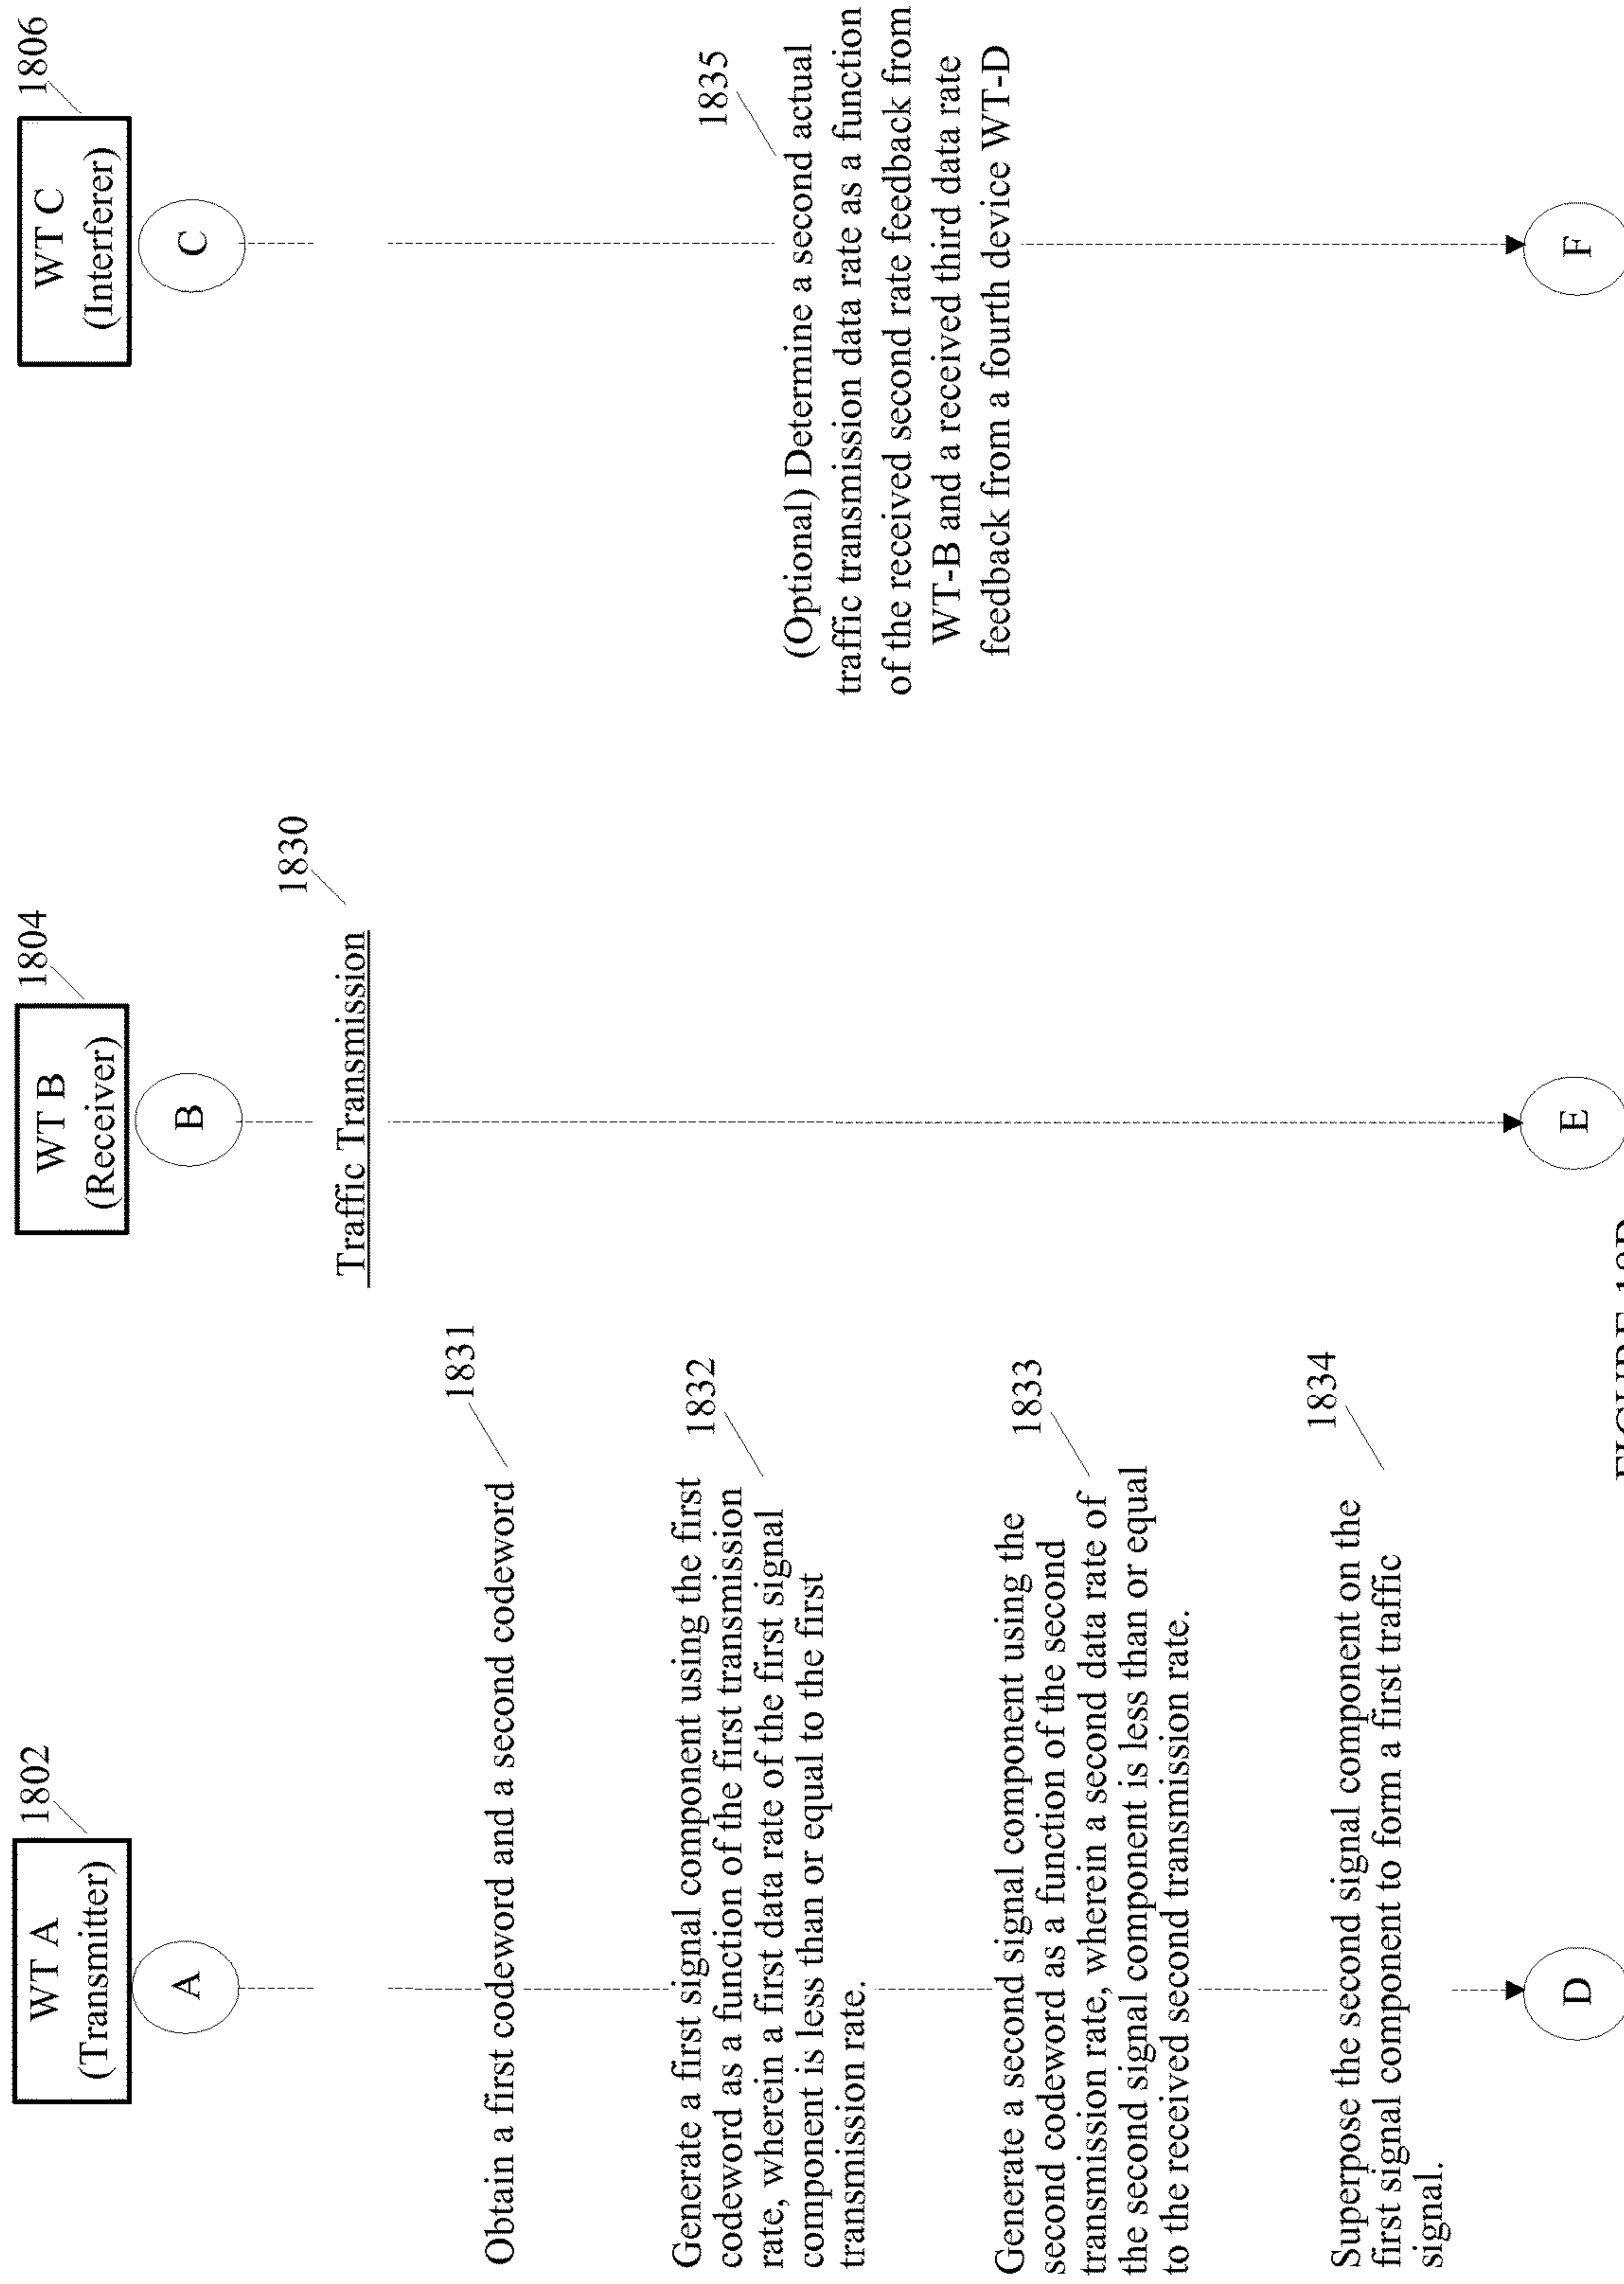 WT A
(Transmitter)
1802
WT B
(Receiver)
1804
WT C
(Interferer)
1806
A
B
C
Traffic Transmission
1830
Obtain a first codeword and a second codeword
1831
Generate a first signal component using the first
codeword as a function of the first transmission
rate, wherein a first data rate of the first signal
component is less than or equal to the first
transmission rate.
1832
(Optional) Determine a second actual
traffic transmission data rate as a function
of the received second rate feedback from
WT-B and a received third data rate
feedback from a fourth device WT-D
1835
Generate a second signal component using the
second codeword as a function of the second
transmission rate, wherein a second data rate of
the second signal component is less than or equal
to the received second transmission rate.
1833
Superpose the second signal component on the
first signal component to form a first traffic
signal.
1834
D
E
F
FIGURE